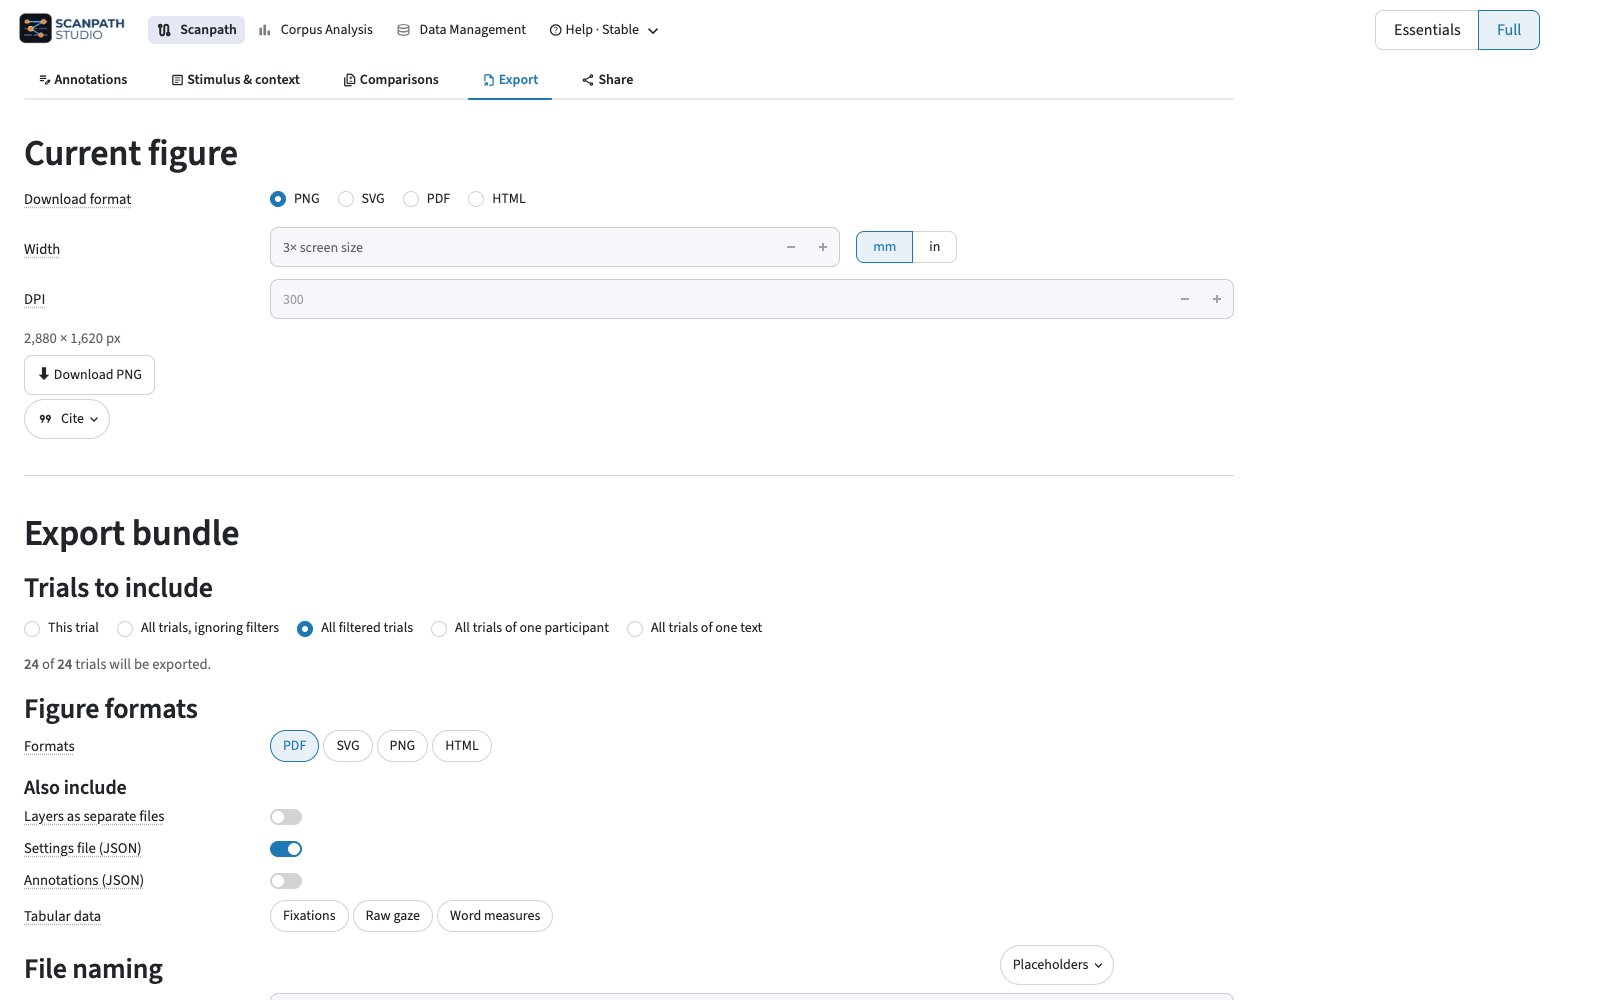 SCANPATH
STUDIO
Scanpath
Corpus Analysis
Data Management
Help · Stable
Essentials
Full
Annotations
Stimulus & context
Comparisons
Export
Share
Current figure
Download format
PNG
SVG
PDF
HTML
Width
3× screen size
mm
in
DPI
300
2,880 × 1,620 px
Download PNG
Cite
Export bundle
Trials to include
This trial
All trials, ignoring filters
All filtered trials
All trials of one participant
All trials of one text
24 of 24 trials will be exported.
Figure formats
Formats
PDF
SVG
PNG
HTML
Also include
Layers as separate files
Settings file (JSON)
Annotations (JSON)
Tabular data
Fixations
Raw gaze
Word measures
File naming
Placeholders